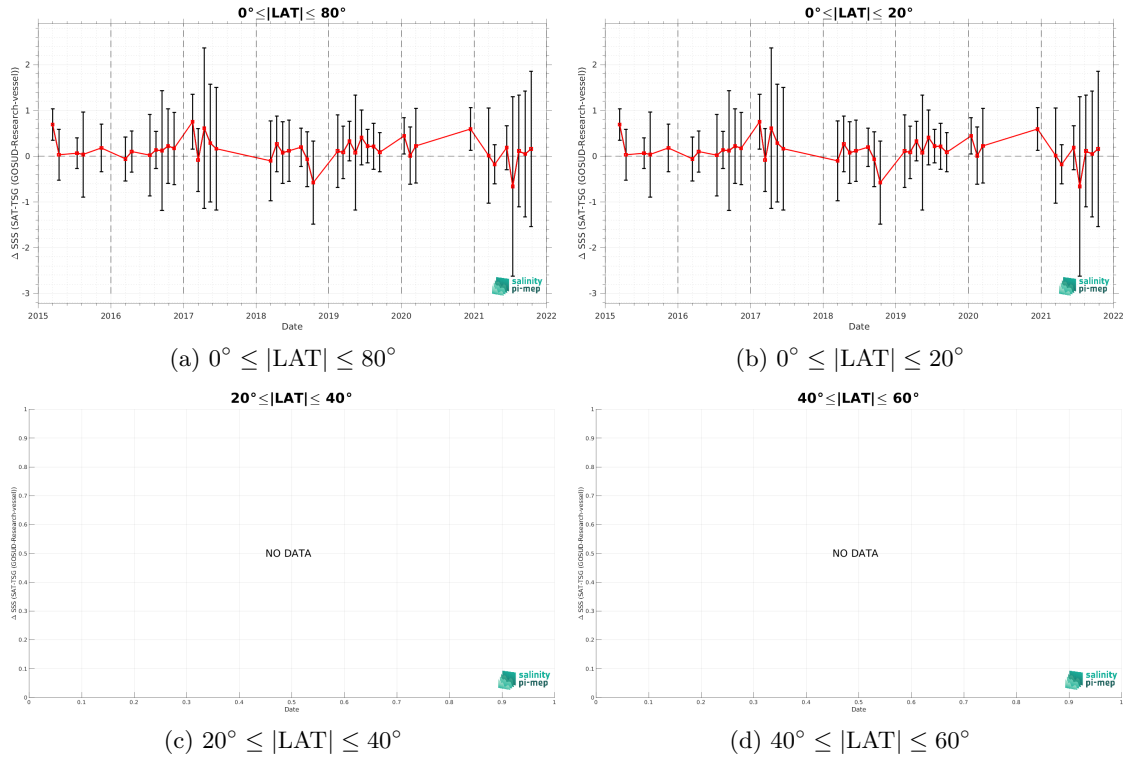 0°≤|LAT|≤ 80°
Δ SSS (SAT-TSG (GOSUD-Research-vessel))
2
1
0
-1
-2
-3
2015 2016 2017 2018 2019 2020 2021 2022
Date
salinity
pi-mep
(a) 0° ≤ |LAT| ≤ 80°
0°≤|LAT|≤ 20°
Δ SSS (SAT-TSG (GOSUD-Research-vessel))
2
1
0
-1
-2
-3
2015 2016 2017 2018 2019 2020 2021 2022
Date
salinity
pi-mep
(b) 0° ≤ |LAT| ≤ 20°
20°≤|LAT|≤ 40°
Δ SSS (SAT-TSG (GOSUD-Research-vessel))
1
0.9
0.8
0.7
0.6
0.5
0.4
0.3
0.2
0.1
0
NO DATA
0 0.1 0.2 0.3 0.4 0.5 0.6 0.7 0.8 0.9 1
Date
salinity
pi-mep
(c) 20° ≤ |LAT| ≤ 40°
40°≤|LAT|≤ 60°
Δ SSS (SAT-TSG (GOSUD-Research-vessel))
1
0.9
0.8
0.7
0.6
0.5
0.4
0.3
0.2
0.1
0
NO DATA
0 0.1 0.2 0.3 0.4 0.5 0.6 0.7 0.8 0.9 1
Date
salinity
pi-mep
(d) 40° ≤ |LAT| ≤ 60°